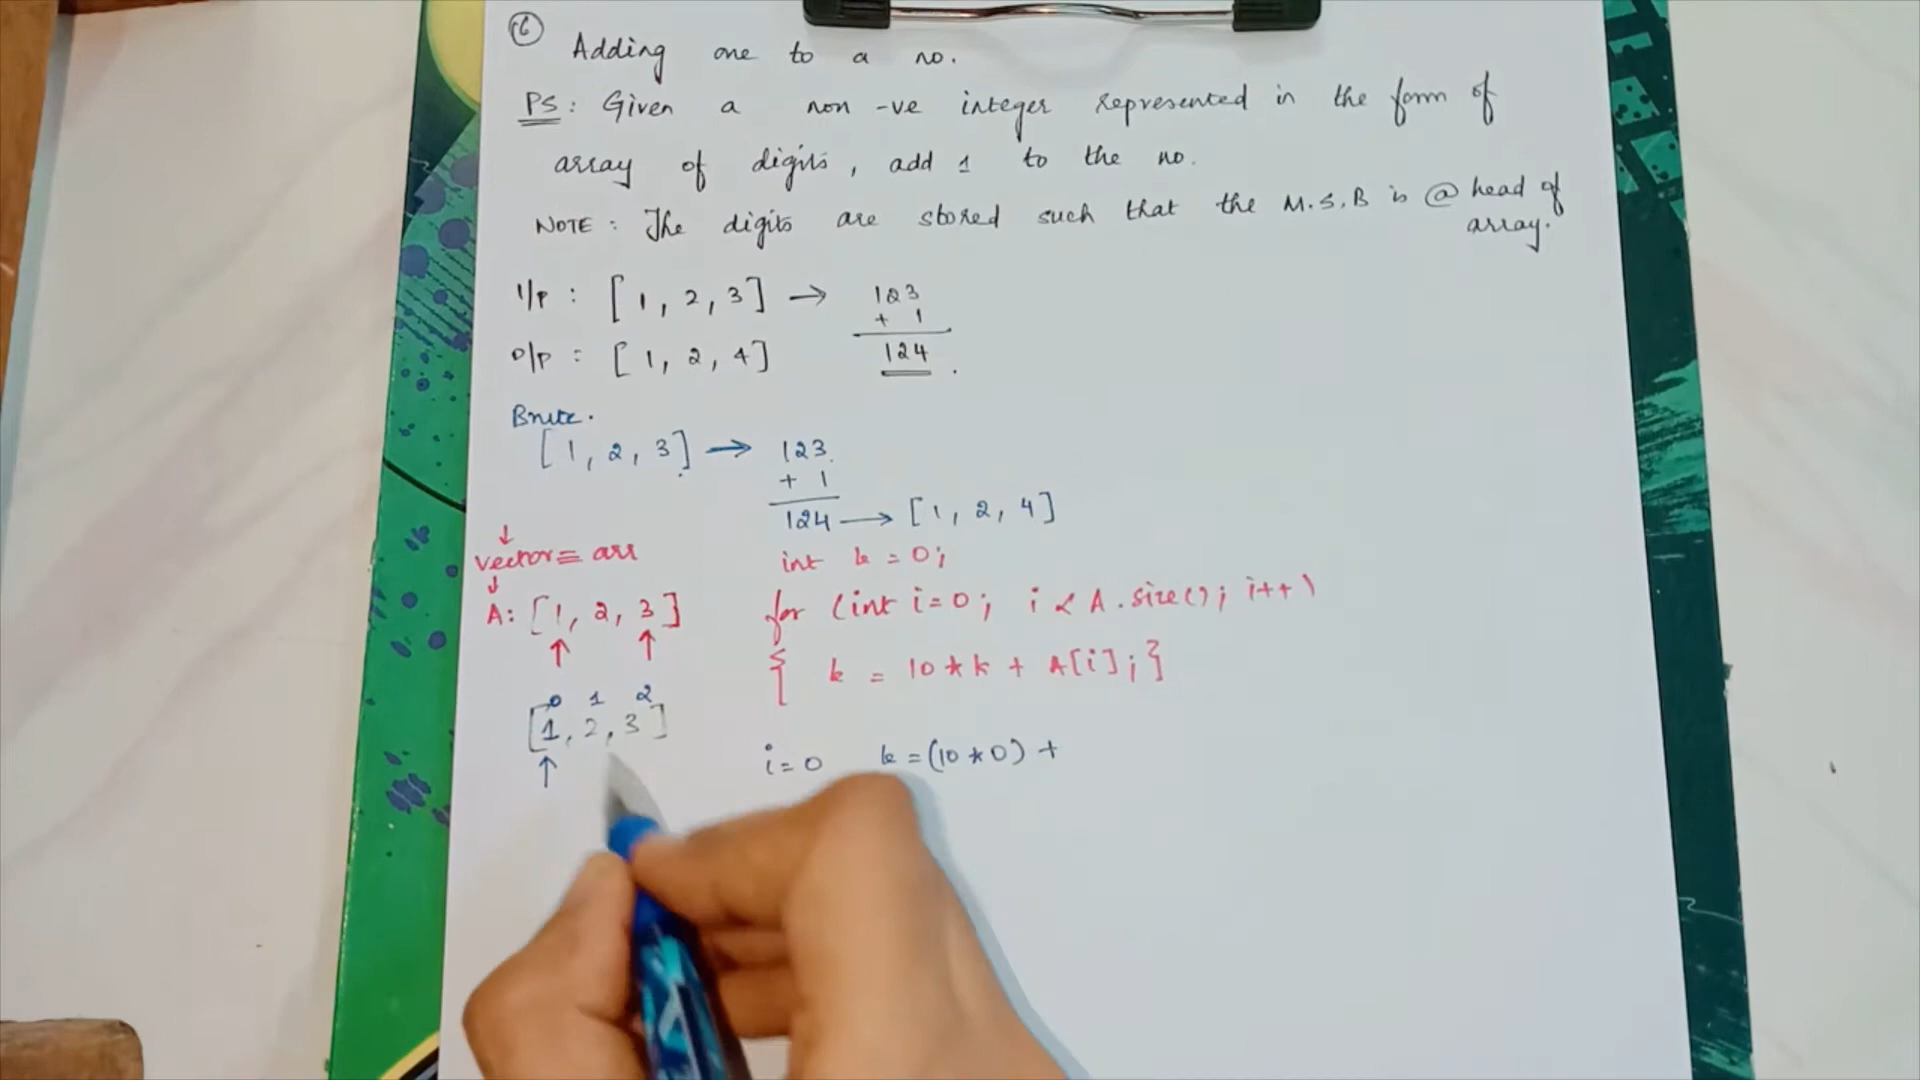 6
Adding one to a no.
PS : Given a non -ve integer represented in the form of
array of digits, add 1 to the no.
NOTE : The digits are stored such that the M.S.B is @ head of
array.
I/p : [1, 2, 3] → 123
+ 1
O/p : [1, 2, 4] 124.
Brute.
[1, 2, 3] → 123
+ 1
124 → [1, 2, 4]
↓
vector = arr
↓
A: [1, 2, 3]
↑ ↑
int k = 0;
for (int i=0; i < A.size(); i++)
{ k = 10*k + A[i];}
0 1 2
[1, 2, 3]
↑
i=0 k = (10*0) +